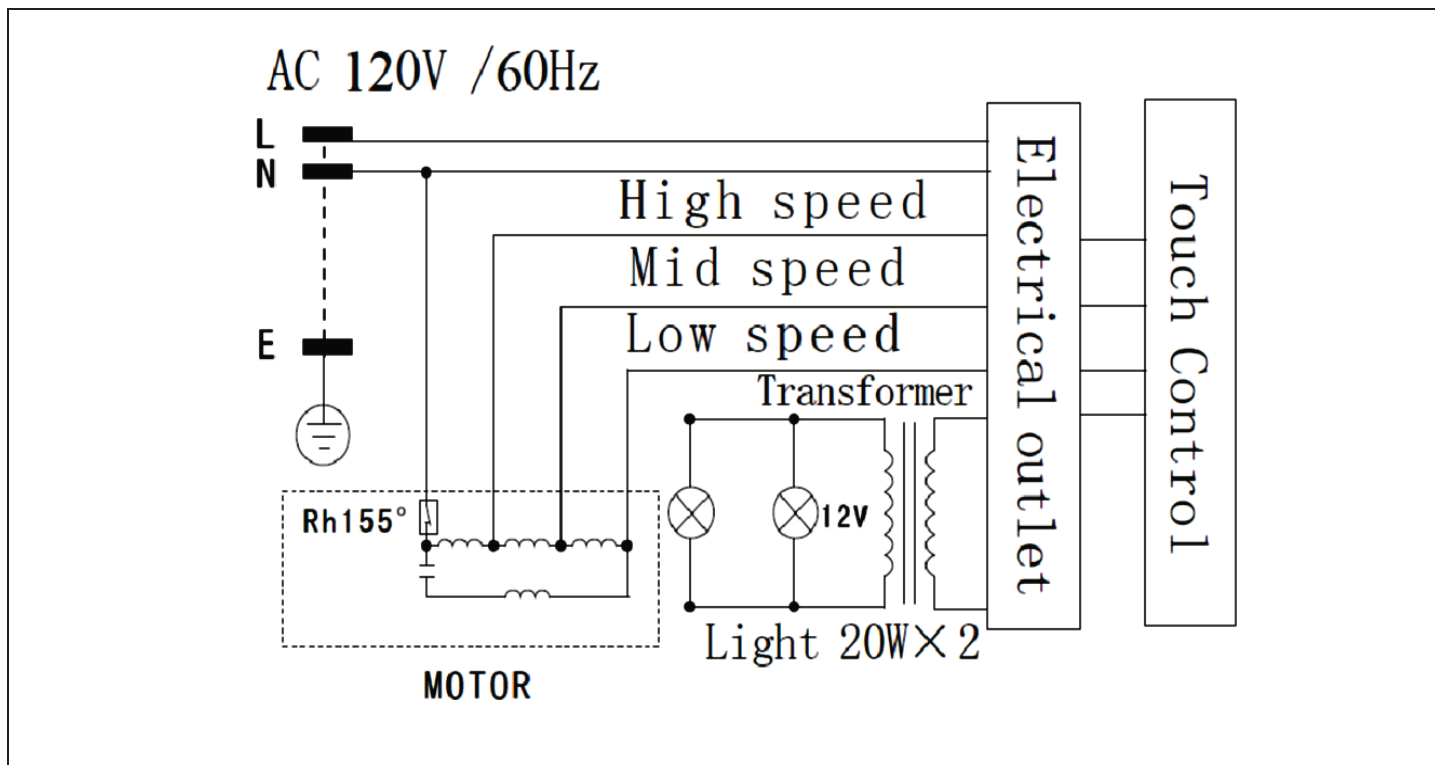 AC 120V /60Hz
L
N
High speed
Mid speed
E
Low speed
Transformer
Rh155°
12V
Light 20W×2
MOTOR
Electrical outlet
Touch Control